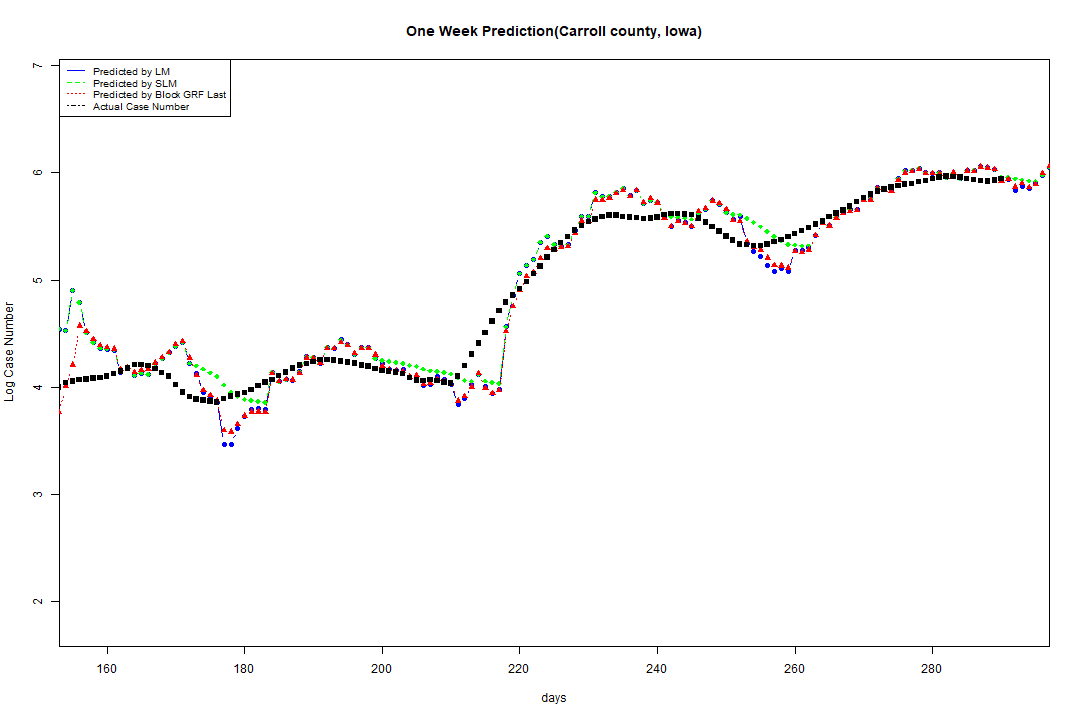 One Week Prediction(Carroll county, Iowa)
7
Predicted by LM
Predicted by SLM
Predicted by Block GRF Last
Actual Case Number
6
5
4
3
2
Log Case Number
160 180 200 220 240 260 280
days